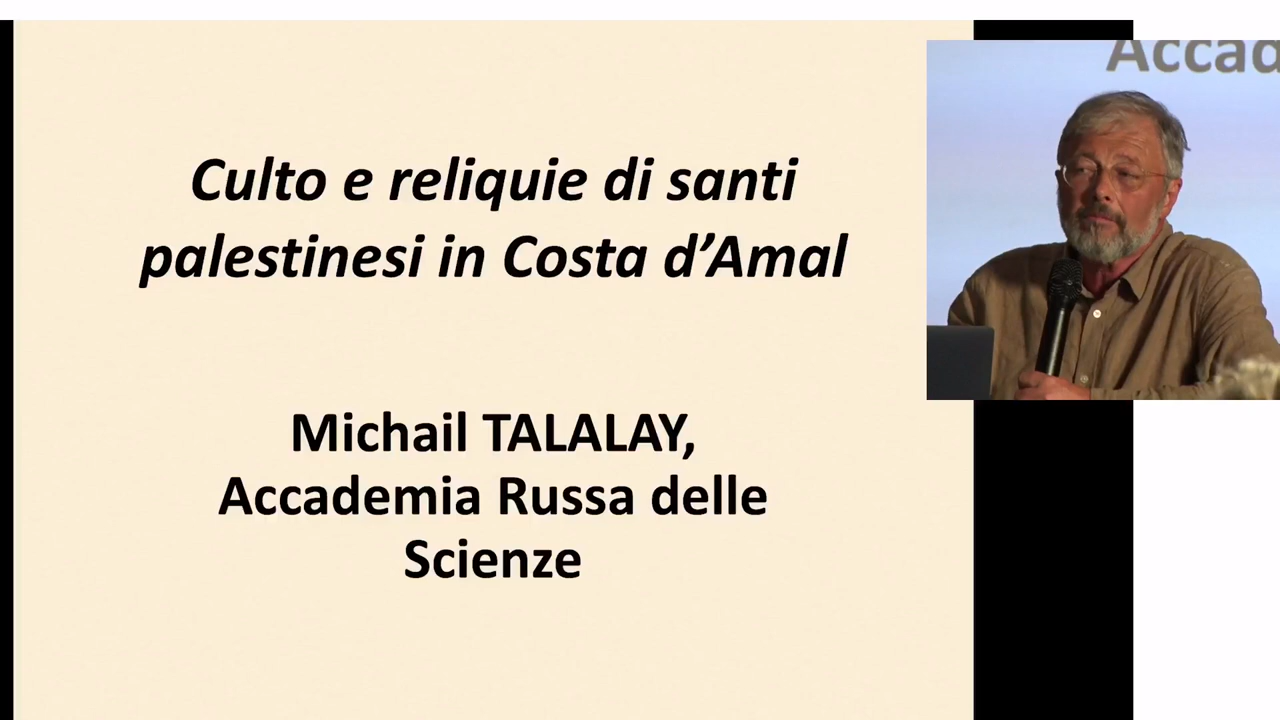 Culto e reliquie di santi
palestinesi in Costa d’Amal
Michail TALALAY,
Accademia Russa delle
Scienze
Accad